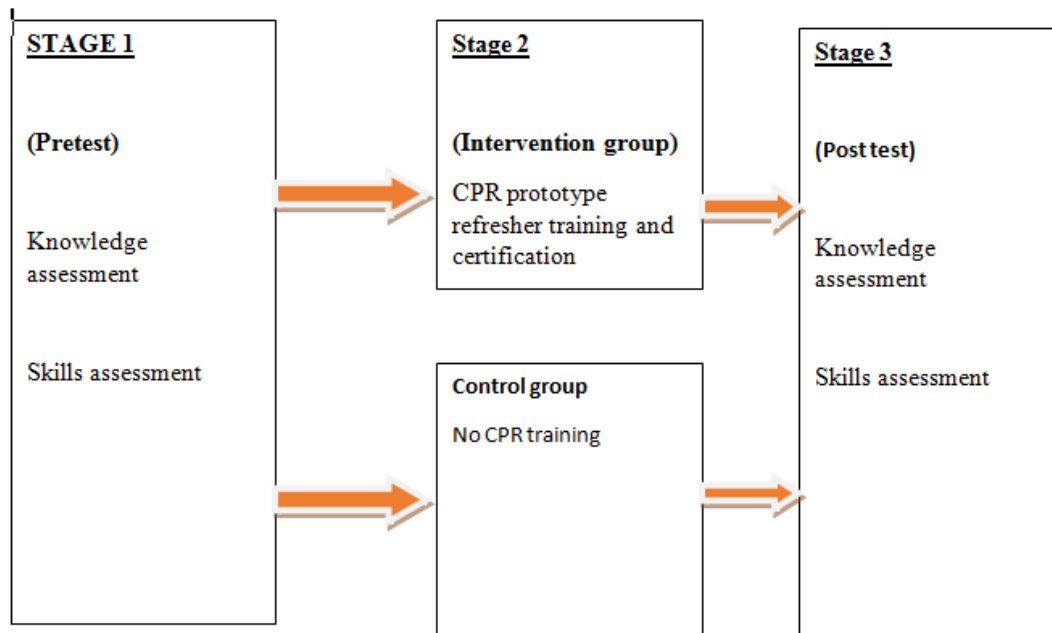 STAGE 1
(Pretest)
Knowledge
assessment
Skills assessment
Stage 2
(Intervention group)
CPR prototype
refresher training and
certification
Control group
No CPR training
Stage 3
(Post test)
Knowledge
assessment
Skills assessment